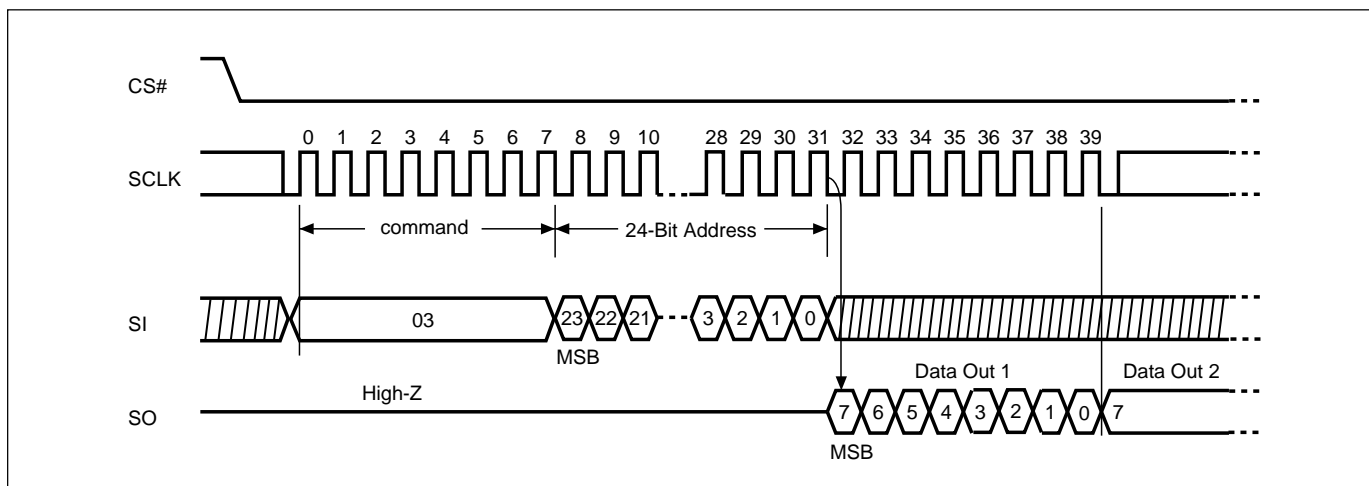 CS#
0 1 2 3 4 5 6 7 8 9 10 28 29 30 31 32 33 34 35 36 37 38 39
SCLK
command 24-Bit Address
SI 03 23 22 21 3 2 1 0
MSB
High-Z Data Out 1 Data Out 2
SO 7 6 5 4 3 2 1 0 7
MSB